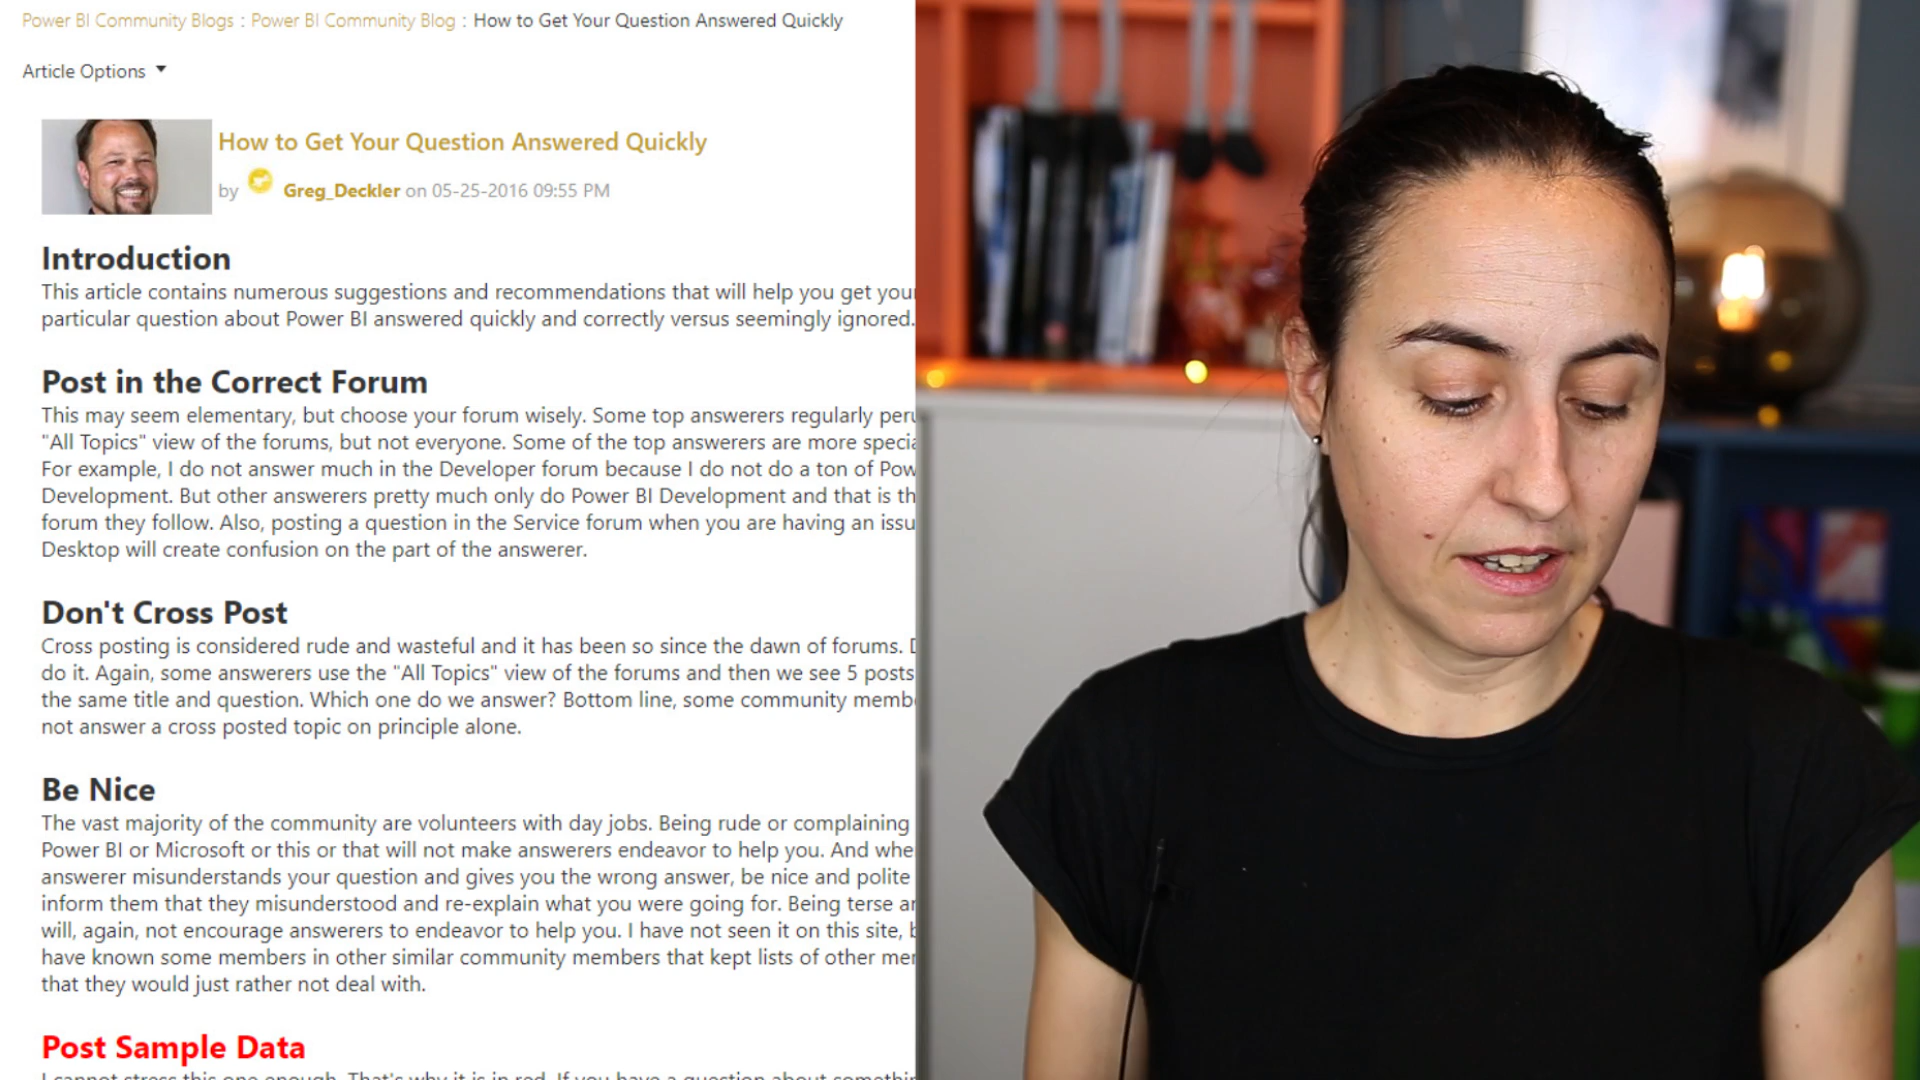 Power BI Community Blogs : Power BI Community Blog : How to Get Your Question Answered Quickly
Article Options
How to Get Your Question Answered Quickly
by Greg_Deckler on 05-25-2016 09:55 PM
Introduction
This article contains numerous suggestions and recommendations that will help you get your
particular question about Power BI answered quickly and correctly versus seemingly ignored.
Post in the Correct Forum
This may seem elementary, but choose your forum wisely. Some top answerers regularly
"All Topics" view of the forums, but not everyone. Some of the top answerers are more
For example, I do not answer much in the Developer forum because I do not do a ton of
Development. But other answerers pretty much only do Power BI Development and that is
forum they follow. Also, posting a question in the Service forum when you are having an
Desktop will create confusion on the part of the answerer.
Don't Cross Post
Cross posting is considered rude and wasteful and it has been so since the dawn of forums.
do it. Again, some answerers use the "All Topics" view of the forums and then we see 5 posts
the same title and question. Which one do we answer? Bottom line, some community
not answer a cross posted topic on principle alone.
Be Nice
The vast majority of the community are volunteers with day jobs. Being rude or complaining
Power BI or Microsoft or this or that will not make answerers endeavor to help you. And
answerer misunderstands your question and gives you the wrong answer, be nice and polite
inform them that they misunderstood and re-explain what you were going for. Being terse
will, again, not encourage answerers to endeavor to help you. I have not seen it on this site,
have known some members in other similar community members that kept lists of other
that they would just rather not deal with.
Post Sample Data
I cannot stress this one enough. That's why it is in red. If you have a question about